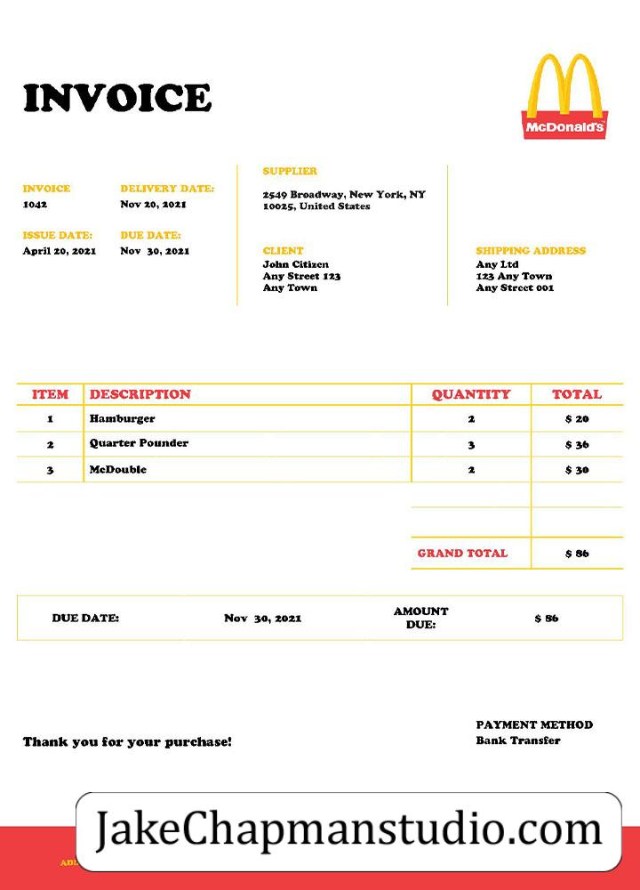 INVOICE
McDonald's
INVOICE
1042
DELIVERY DATE:
Nov 20, 2021
ISSUE DATE:
April 20, 2021
DUE DATE:
Nov 30, 2021
SUPPLIER
2549 Broadway, New York, NY
10025, United States
CLIENT
John Citizen
Any Street 123
Any Town
SHIPPING ADDRESS
Any Ltd
123 Any Town
Any Street 001
ITEM DESCRIPTION QUANTITY TOTAL
1 Hamburger 2 $ 20
2 Quarter Pounder 3 $ 36
3 McDouble 2 $ 30
GRAND TOTAL $ 86
DUE DATE: Nov 30, 2021 AMOUNT DUE: $ 86
Thank you for your purchase!
PAYMENT METHOD
Bank Transfer
JakeChapmanstudio.com